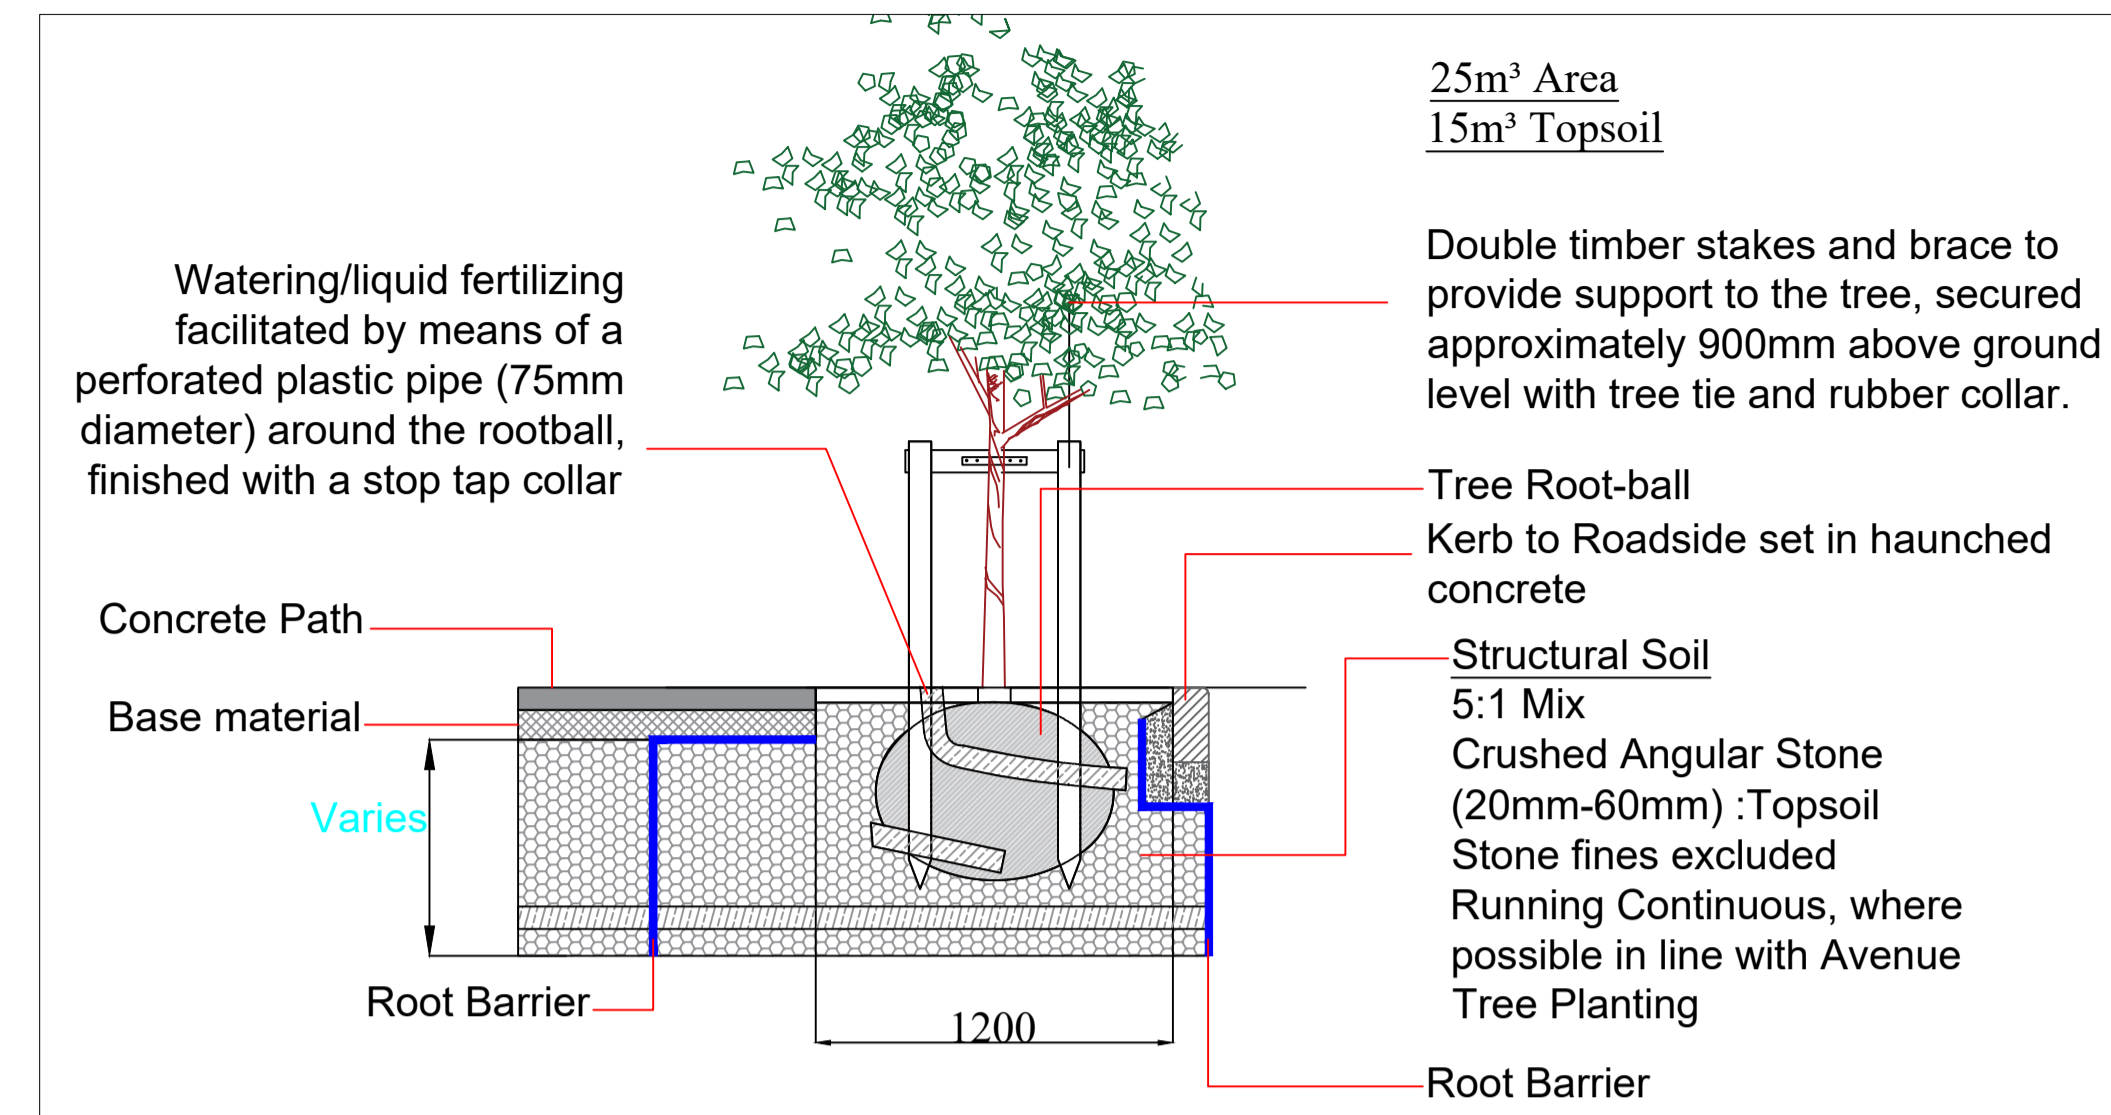 25m³ Area
15m³ Topsoil
Watering/liquid fertilizing
facilitated by means of a
perforated plastic pipe (75mm
diameter) around the rootball,
finished with a stop tap collar
Double timber stakes and brace to
provide support to the tree, secured
approximately 900mm above ground
level with tree tie and rubber collar.
Tree Root-ball
Kerb to Roadside set in haunched
concrete
Concrete Path
Base material
Varies
Structural Soil
5:1 Mix
Crushed Angular Stone
(20mm-60mm) :Topsoil
Stone fines excluded
Running Continuous, where
possible in line with Avenue
Tree Planting
Root Barrier
1200
Root Barrier